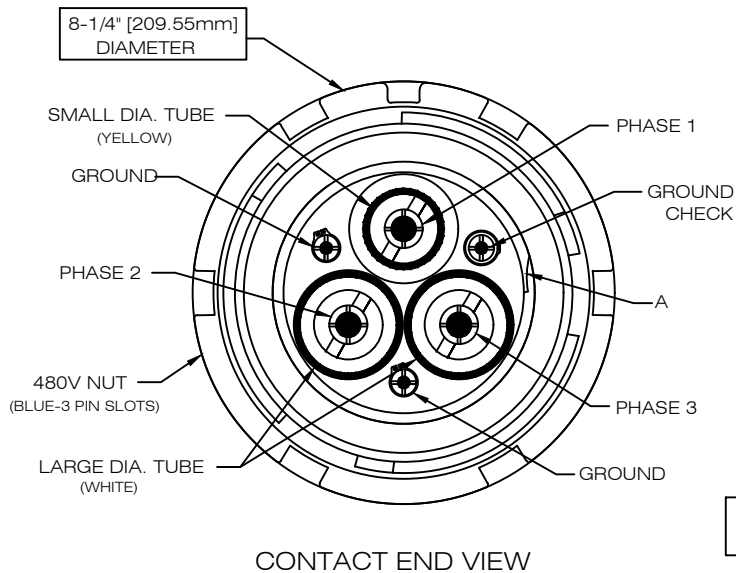 8-1/4" [209.55mm]
DIAMETER
SMALL DIA. TUBE
(YELLOW)
PHASE 1
GROUND
GROUND
CHECK
PHASE 2
A
480V NUT
(BLUE-3 PIN SLOTS)
PHASE 3
LARGE DIA. TUBE
(WHITE)
GROUND
CONTACT END VIEW